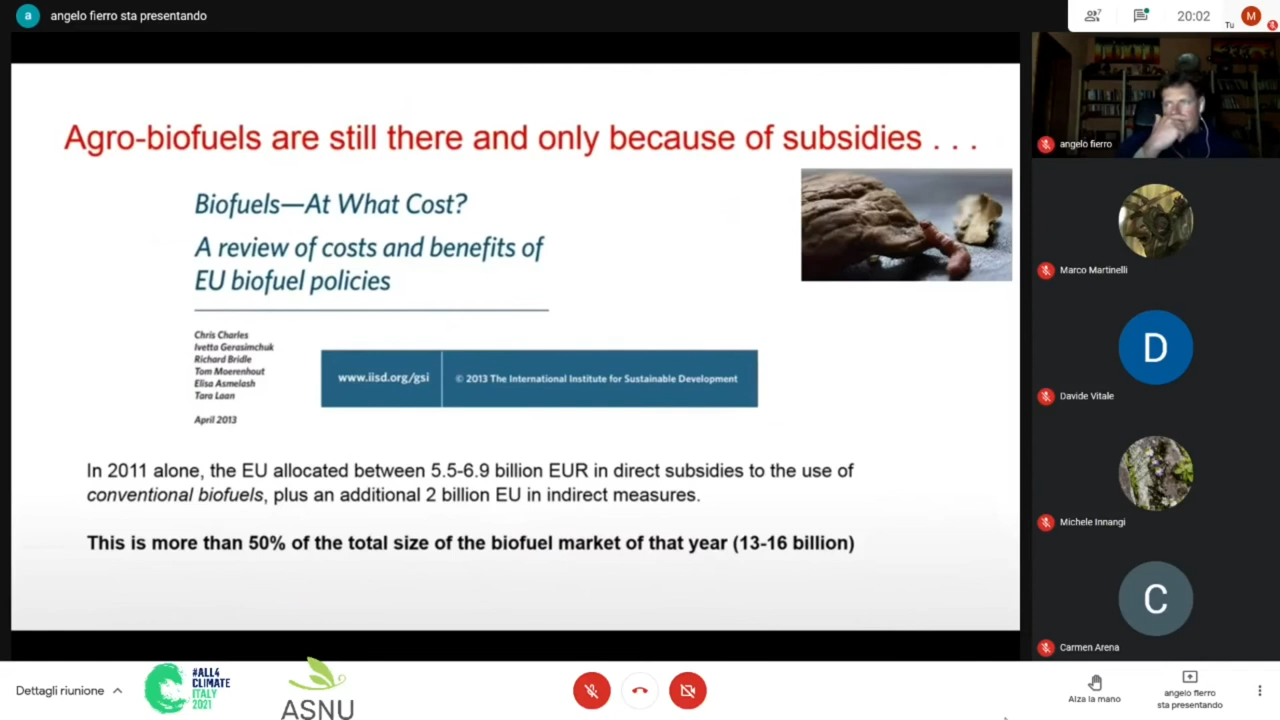 a
angelo fierro sta presentando
7
20:02
Tu
M
Agro-biofuels are still there and only because of subsidies . . .
Biofuels—At What Cost?
A review of costs and benefits of
EU biofuel policies
Chris Charles
Ivetta Gerasimchuk
Richard Bridle
Tom Moerenhout
Elisa Asmelash
Tara Laan
April 2013
www.iisd.org/gsi
© 2013 The International Institute for Sustainable Development
In 2011 alone, the EU allocated between 5.5-6.9 billion EUR in direct subsidies to the use of
conventional biofuels, plus an additional 2 billion EU in indirect measures.
This is more than 50% of the total size of the biofuel market of that year (13-16 billion)
angelo fierro
Marco Martinelli
D
Davide Vitale
Michele Innangi
C
Carmen Arena
Dettagli riunione
#ALL4
CLIMATE
ITALY
2021
ASNU
Alza la mano
angelo fierro
sta presentando